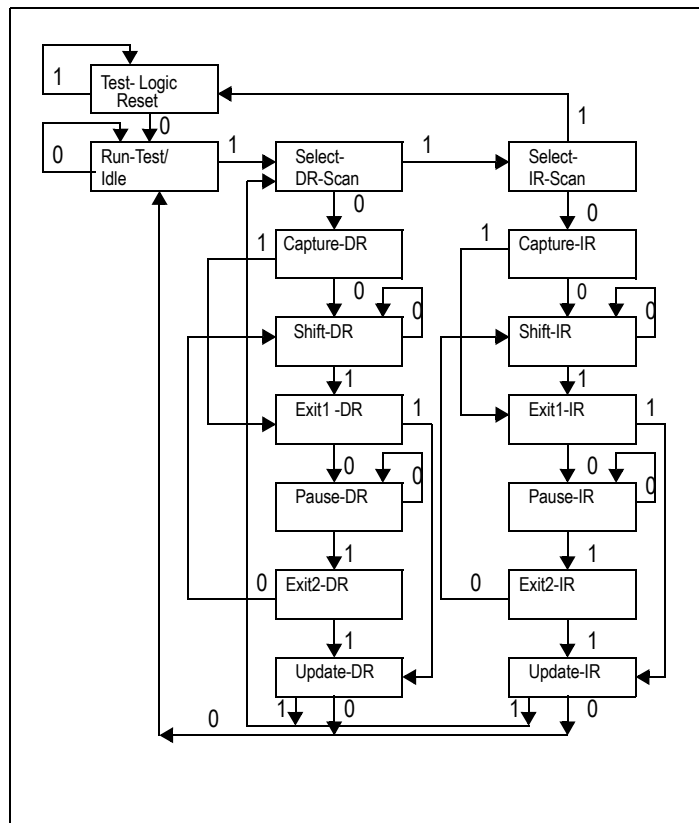 1
Test- Logic
Reset
0
1
0
Run-Test/
Idle
1
Select-
DR-Scan
1
Select-
IR-Scan
0
0
1
Capture-DR
1
Capture-IR
0
0
Shift-DR
0
Shift-IR
0
1
1
Exit1 -DR
1
Exit1-IR
1
0
0
Pause-DR
0
Pause-IR
0
1
1
0
Exit2-DR
0
Exit2-IR
1
1
Update-DR
Update-IR
1
0
1
0
0